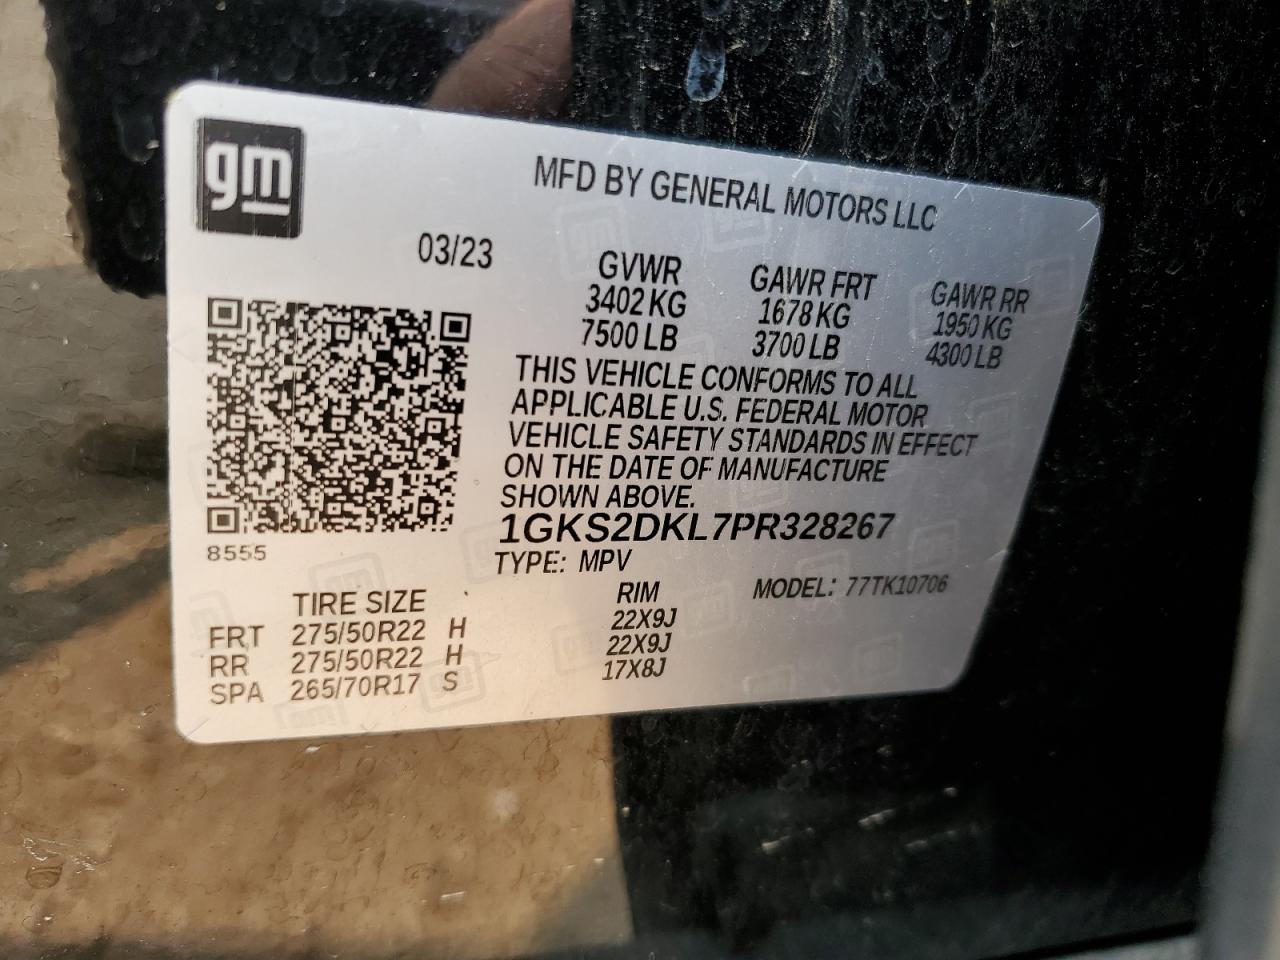 gm
MFD BY GENERAL MOTORS LLC
03/23
GVWR GAWR FRT GAWR RR
3402 KG 1678 KG 1950 KG
7500 LB 3700 LB 4300 LB
THIS VEHICLE CONFORMS TO ALL
APPLICABLE U.S. FEDERAL MOTOR
VEHICLE SAFETY STANDARDS IN EFFECT
ON THE DATE OF MANUFACTURE
SHOWN ABOVE.
1GKS2DKL7PR328267
8555
TYPE: MPV MODEL: 77TK10706
TIRE SIZE RIM
FRT 275/50R22 H 22X9J
RR 275/50R22 H 22X9J
SPA 265/70R17 S 17X8J